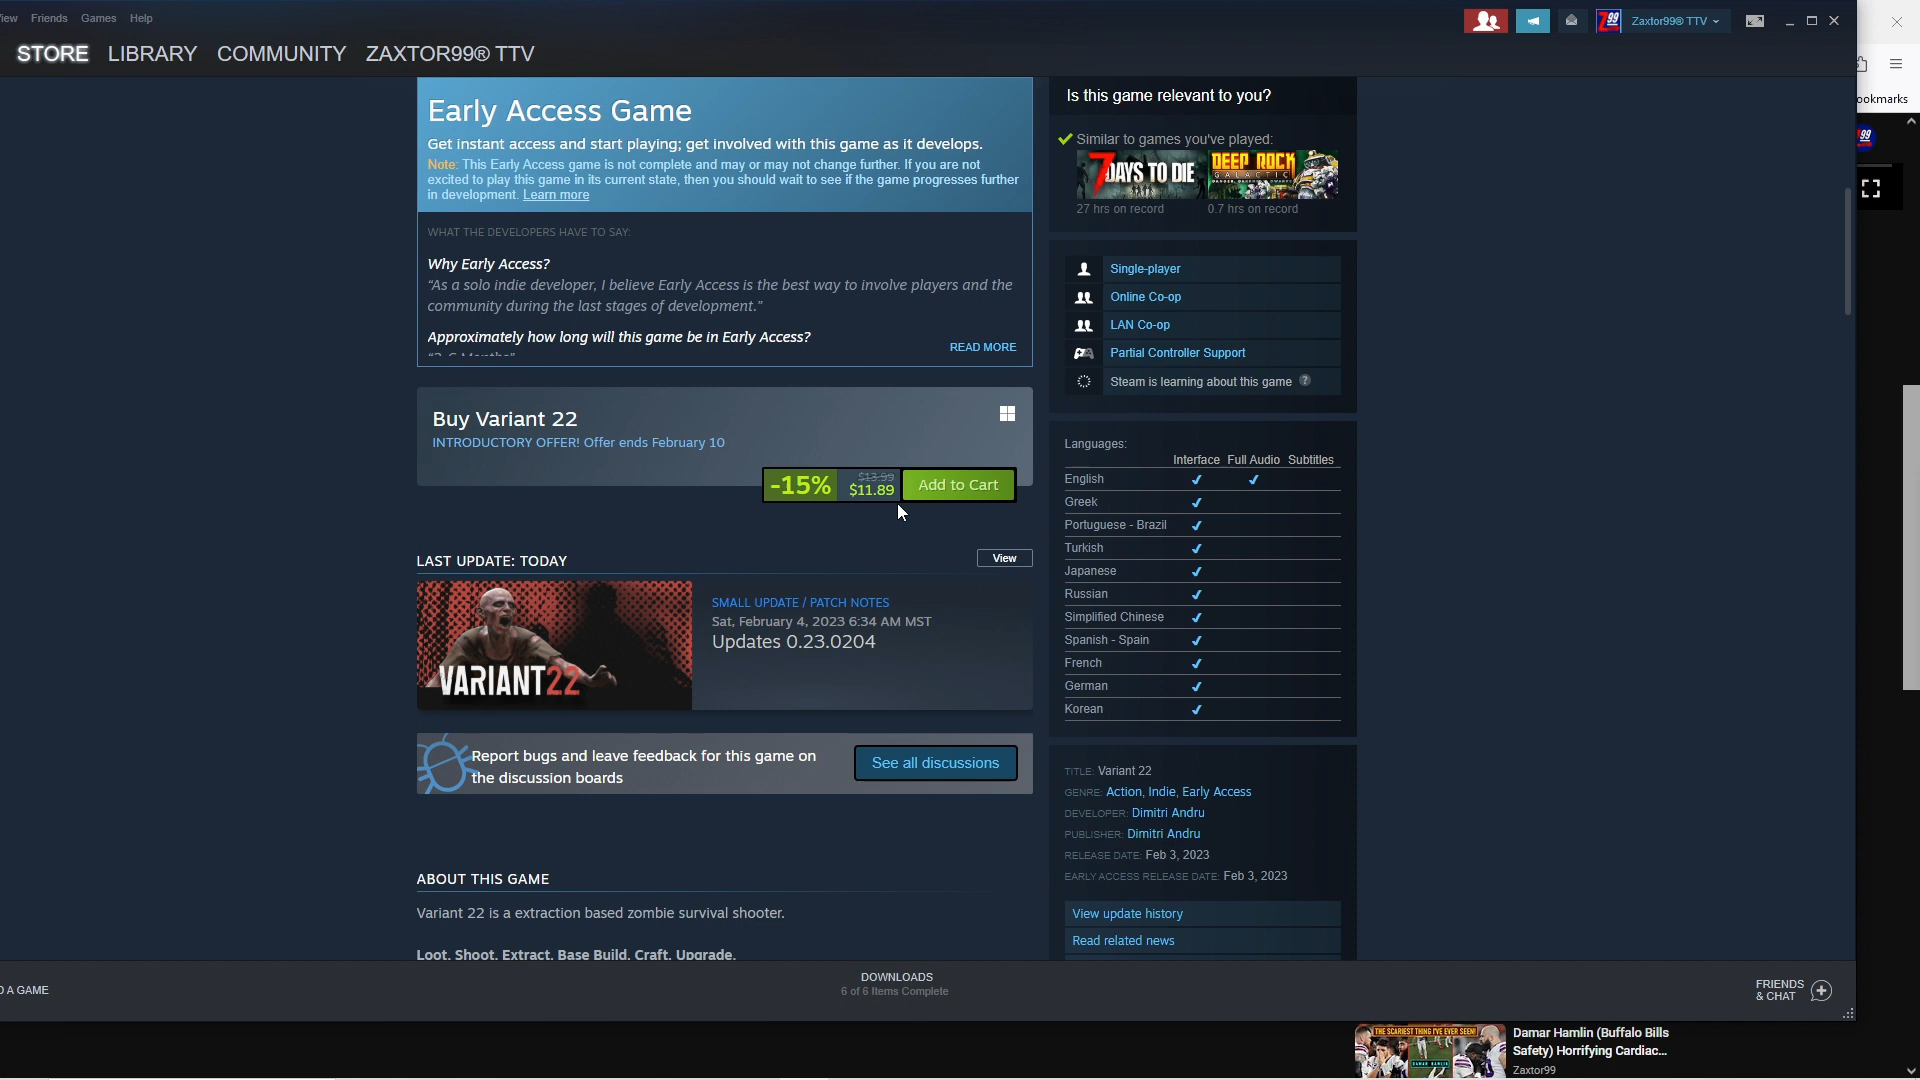 iew Friends Games Help
Zaxtor99® TTV
STORE LIBRARY COMMUNITY ZAXTOR99® TTV
ookmarks
Early Access Game
Get instant access and start playing; get involved with this game as it develops.
Note: This Early Access game is not complete and may or may not change further. If you are not
excited to play this game in its current state, then you should wait to see if the game progresses further
in development. Learn more
WHAT THE DEVELOPERS HAVE TO SAY:
Why Early Access?
“As a solo indie developer, I believe Early Access is the best way to involve players and the
community during the last stages of development.”
Approximately how long will this game be in Early Access?
READ MORE
Buy Variant 22
INTRODUCTORY OFFER! Offer ends February 10
-15% $13.99 $11.89 Add to Cart
LAST UPDATE: TODAY View
VARIANT22
SMALL UPDATE / PATCH NOTES
Sat, February 4, 2023 6:34 AM MST
Updates 0.23.0204
Report bugs and leave feedback for this game on
the discussion boards
See all discussions
ABOUT THIS GAME
Variant 22 is a extraction based zombie survival shooter.
Loot. Shoot. Extract. Base Build. Craft. Upgrade.
Is this game relevant to you?
Similar to games you've played:
7 DAYS TO DIE
DEEP ROCK
GALACTIC
27 hrs on record 0.7 hrs on record
Single-player
Online Co-op
LAN Co-op
Partial Controller Support
Steam is learning about this game ?
Languages:
Interface Full Audio Subtitles
English ✔ ✔
Greek ✔
Portuguese - Brazil ✔
Turkish ✔
Japanese ✔
Russian ✔
Simplified Chinese ✔
Spanish - Spain ✔
French ✔
German ✔
Korean ✔
TITLE: Variant 22
GENRE: Action, Indie, Early Access
DEVELOPER: Dimitri Andru
PUBLISHER: Dimitri Andru
RELEASE DATE: Feb 3, 2023
EARLY ACCESS RELEASE DATE: Feb 3, 2023
View update history
Read related news
D A GAME
DOWNLOADS
6 of 6 Items Complete
FRIENDS
& CHAT
THE SCARIEST THING I'VE EVER SEEN!
DAMAR HAMLIN
Damar Hamlin (Buffalo Bills
Safety) Horrifying Cardiac...
Zaxtor99